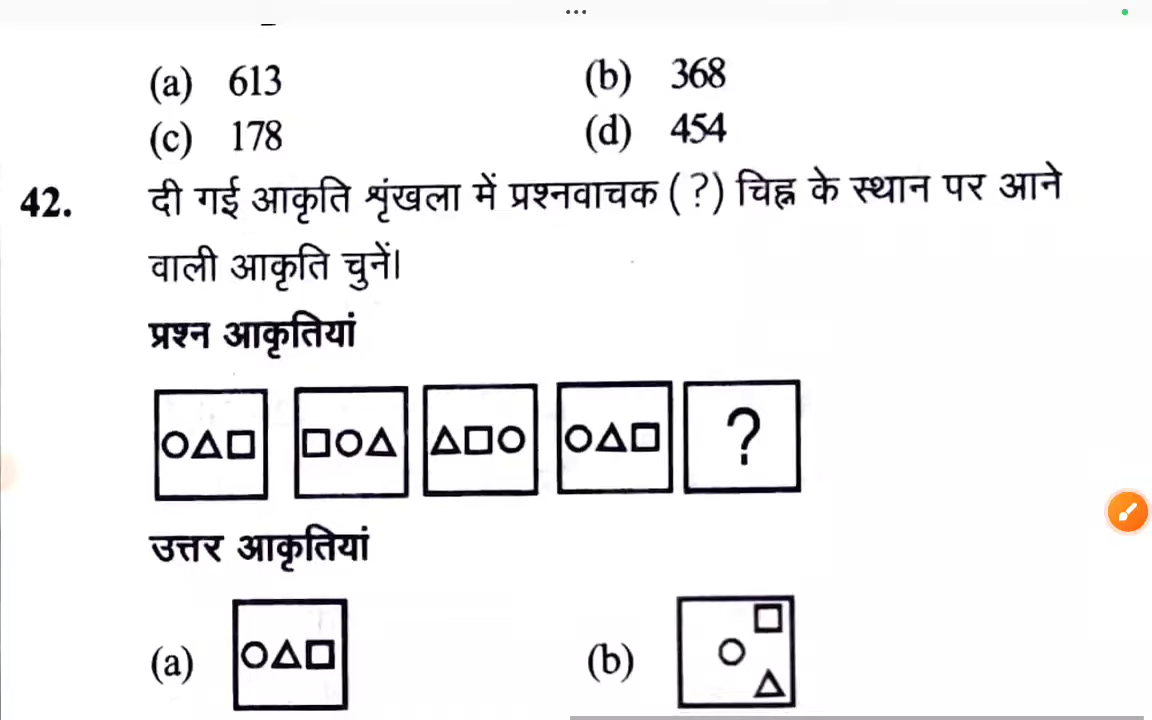 (a) 613 (b) 368
(c) 178 (d) 454
42. दी गई आकृति शृंखला में प्रश्नवाचक (?) चिह्न के स्थान पर आने
वाली आकृति चुनें।
प्रश्न आकृतियां
?
उत्तर आकृतियां
(a) (b)